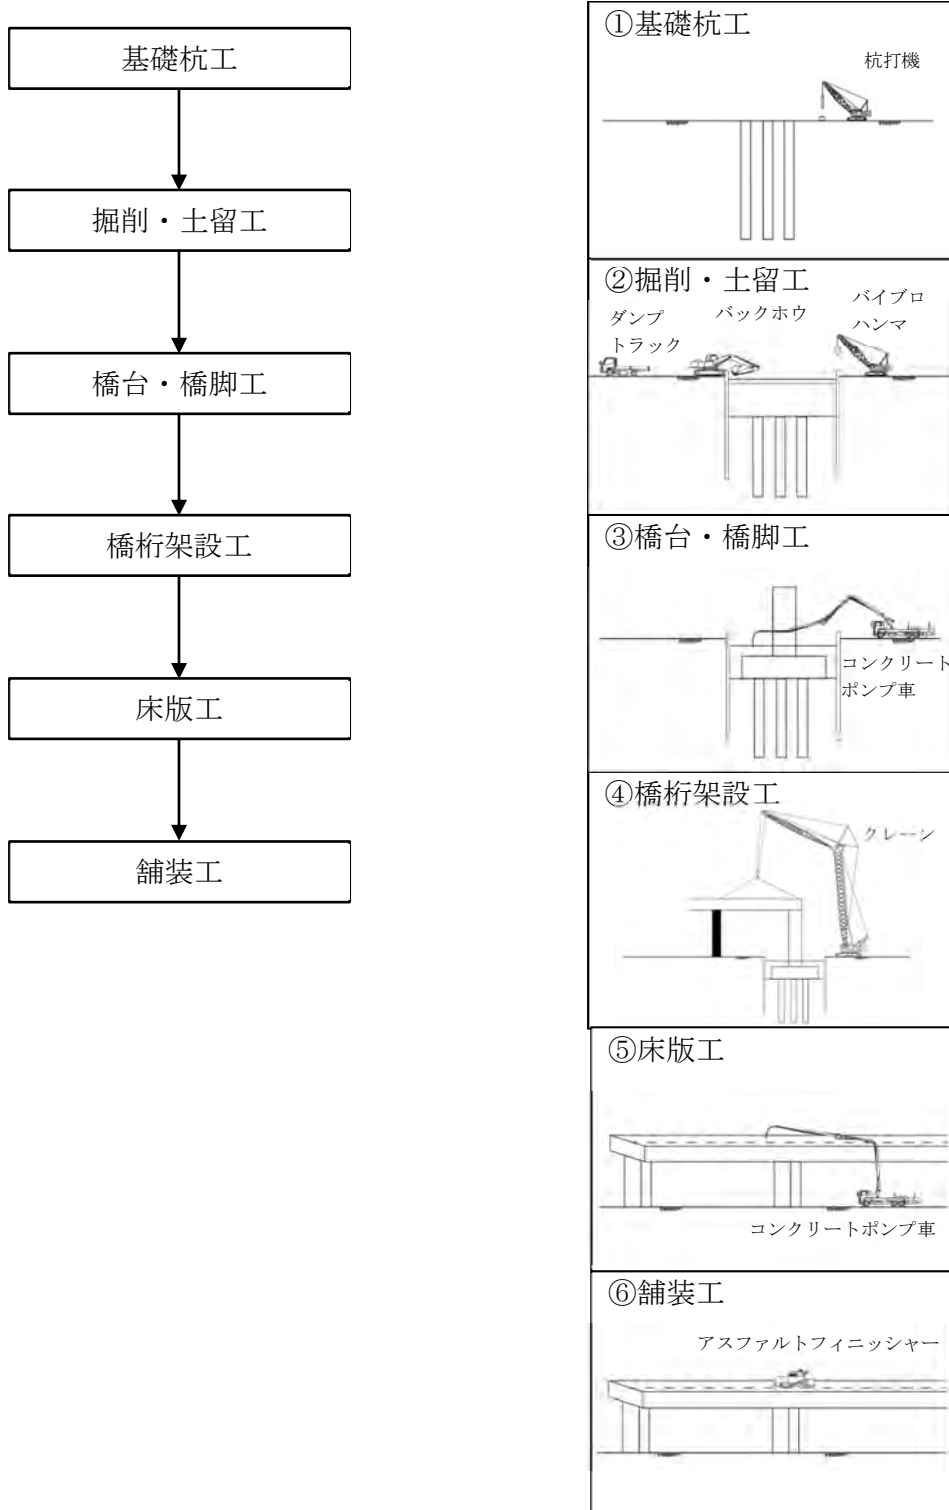 基礎杭工
掘削・土留工
橋台・橋脚工
橋桁架設工
床版工
舗装工
①基礎杭工
杭打機
②掘削・土留工
ダンプ
トラック
バックホウ
バイブロ
ハンマ
③橋台・橋脚工
コンクリート
ポンプ車
④橋桁架設工
クレーン
⑤床版工
コンクリートポンプ車
⑥舗装工
アスファルトフィニッシャー